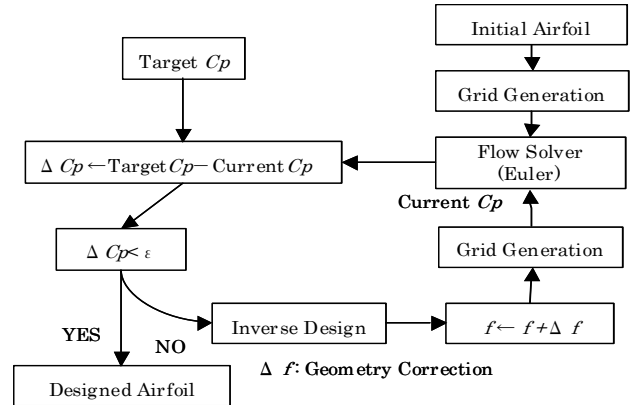 Initial Airfoil
Target Cp
Grid Generation
Δ Cp←Target Cp− Current Cp
Flow Solver
(Euler)
Current Cp
Δ Cp< ε
Grid Generation
YES
NO
Inverse Design
f← f+Δ f
Δ f: Geometry Correction
Designed Airfoil